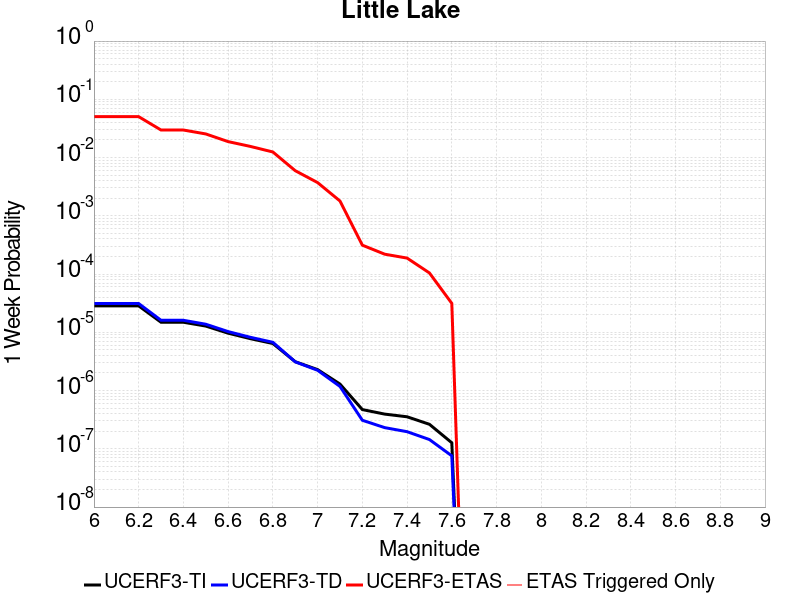 Little Lake
10 0
10 -1
10 -2
10 -3
10 -4
10 -5
10 -6
10 -7
10 -8
1 Week Probability
6 6.2 6.4 6.6 6.8 7 7.2 7.4 7.6 7.8 8 8.2 8.4 8.6 8.8 9
Magnitude
UCERF3-TI UCERF3-TD UCERF3-ETAS ETAS Triggered Only